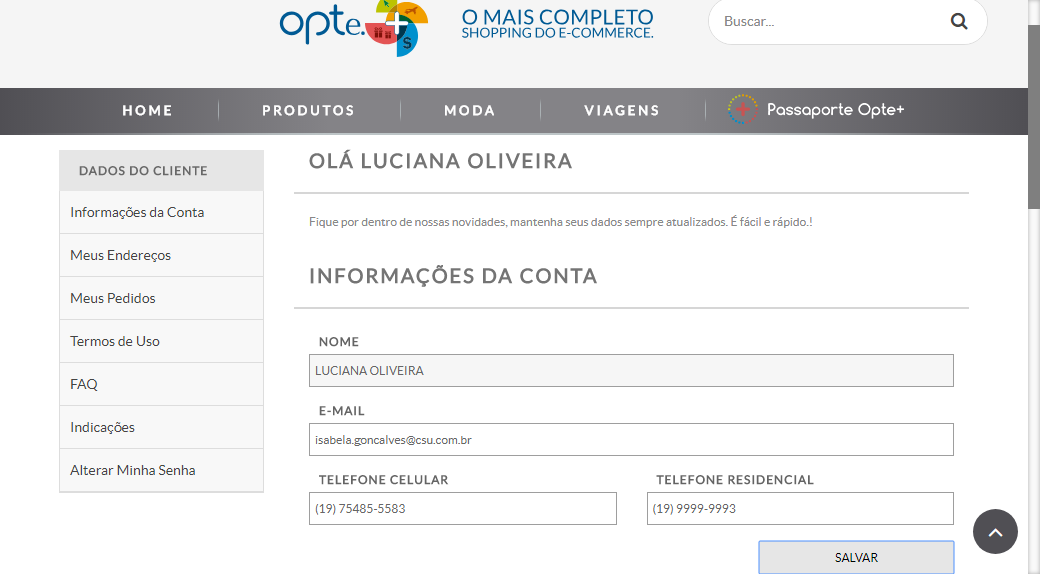 opte.+
O MAIS COMPLETO
SHOPPING DO E-COMMERCE.
Buscar...
HOME
PRODUTOS
MODA
VIAGENS
Passaporte Opte+
DADOS DO CLIENTE
Informações da Conta
Meus Endereços
Meus Pedidos
Termos de Uso
FAQ
Indicações
Alterar Minha Senha
OLÁ LUCIANA OLIVEIRA
Fique por dentro de nossas novidades, mantenha seus dados sempre atualizados. É fácil e rápido.!
INFORMAÇÕES DA CONTA
NOME
LUCIANA OLIVEIRA
E-MAIL
isabela.goncalves@csu.com.br
TELEFONE CELULAR
(19) 75485-5583
TELEFONE RESIDENCIAL
(19) 9999-9993
SALVAR